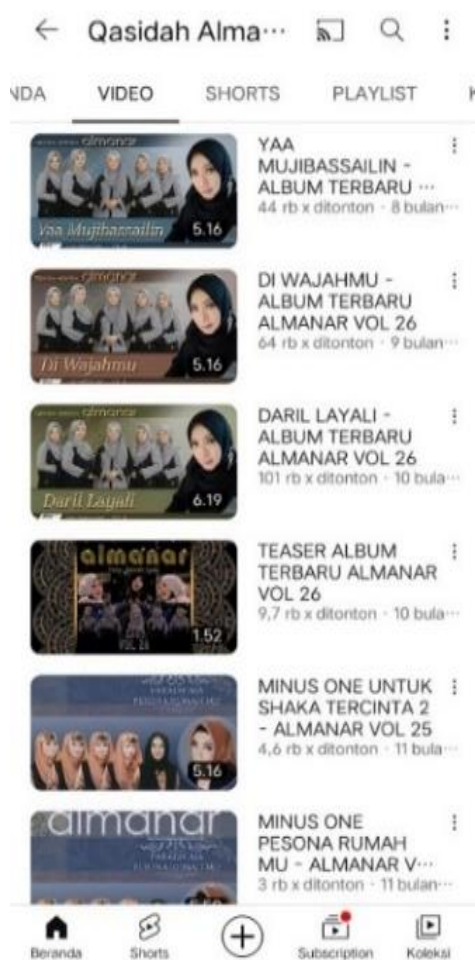 Qasidah Alma...
NDA VIDEO SHORTS PLAYLIST
almanar
Yaa Mujibassailin
5.16
YAA
MUJIBASSAILIN -
ALBUM TERBARU ...
44 rb x ditonton · 8 bulan...
almanar
Di Wajahmu
5.16
DI WAJAHMU -
ALBUM TERBARU
ALMANAR VOL 26
64 rb x ditonton · 9 bulan...
almanar
Daril Layali
6.19
DARIL LAYALI -
ALBUM TERBARU
ALMANAR VOL 26
101 rb x ditonton · 10 bula...
almanar
VOL 26
1.52
TEASER ALBUM
TERBARU ALMANAR
VOL 26
9,7 rb x ditonton · 10 bula...
5.16
MINUS ONE UNTUK
SHAKA TERCINTA 2
- ALMANAR VOL 25
4,6 rb x ditonton · 11 bula...
almanar
MINUS ONE
PESONA RUMAH
MU - ALMANAR V...
3 rb x ditonton · 11 bulan...
Beranda Shorts Subscription Koleksi